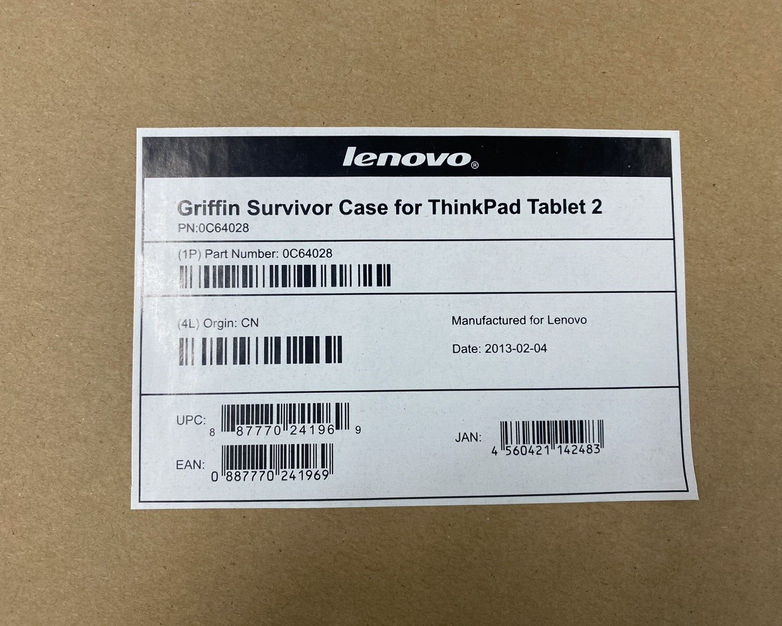 lenovo®
Griffin Survivor Case for ThinkPad Tablet 2
PN:0C64028
(1P) Part Number: 0C64028
(4L) Orgin: CN
Manufactured for Lenovo
Date: 2013-02-04
UPC: 8 87770 24196 9
EAN: 0 887770 241969
JAN: 4 560421 142483